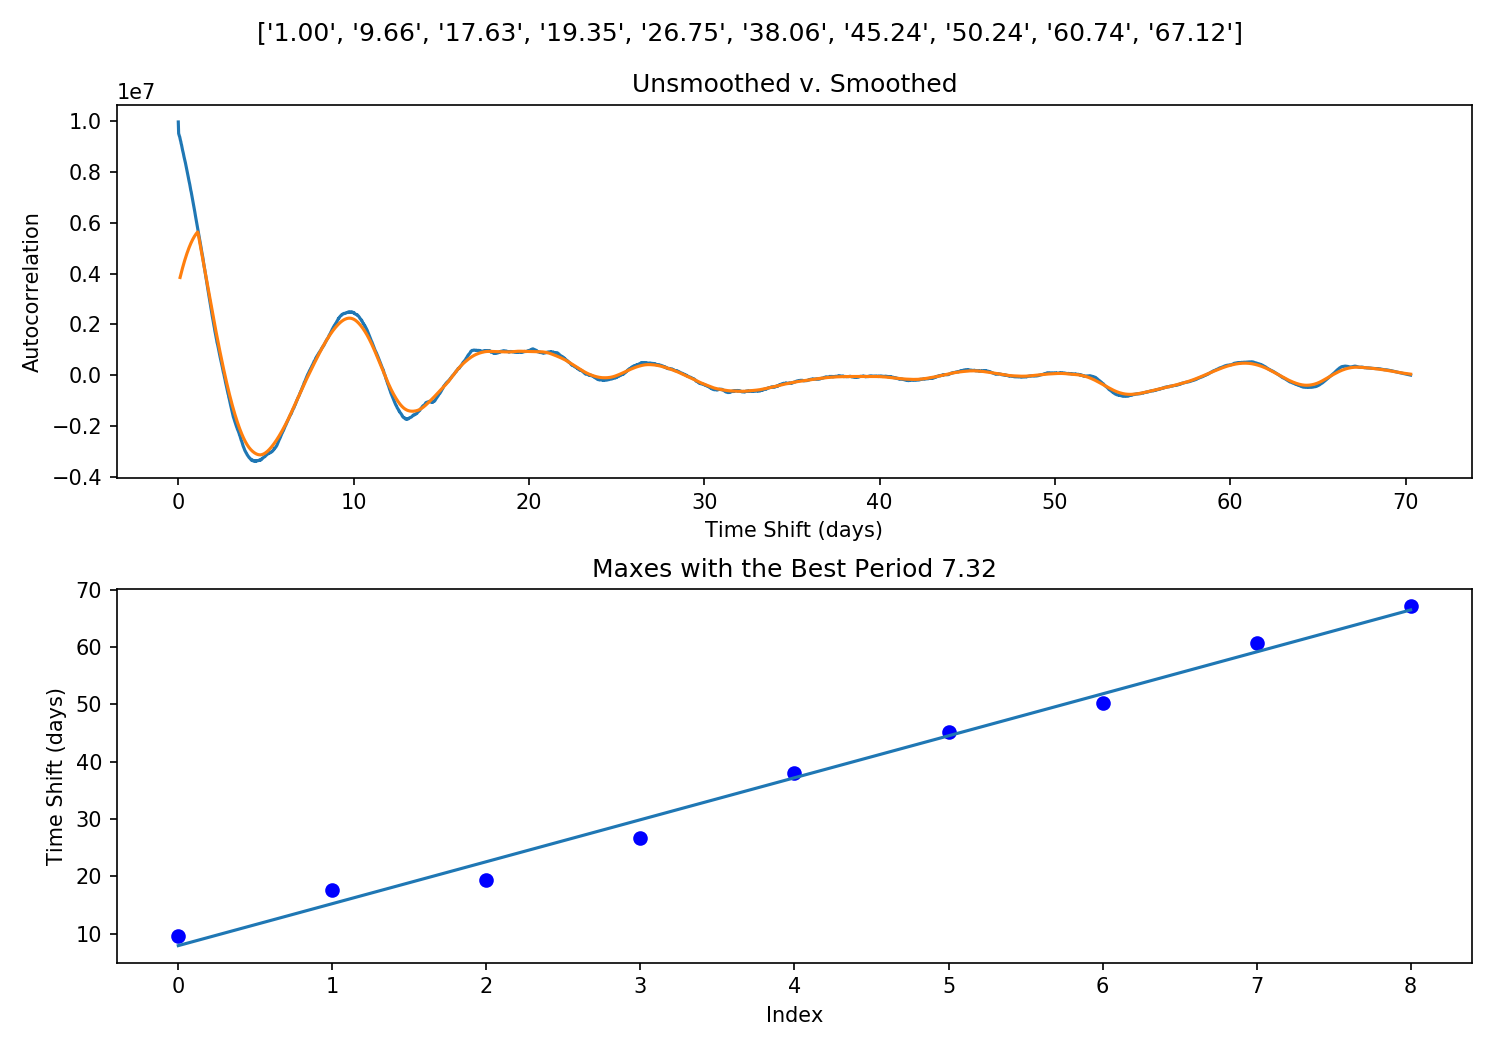 ['1.00', '9.66', '17.63', '19.35', '26.75', '38.06', '45.24', '50.24', '60.74', '67.12']
Unsmoothed v. Smoothed
1e7
1.0
0.8
0.6
0.4
0.2
0.0
−0.2
−0.4
Autocorrelation
0 10 20 30 40 50 60 70
Time Shift (days)
Maxes with the Best Period 7.32
70
60
50
40
30
20
10
Time Shift (days)
0 1 2 3 4 5 6 7 8
Index